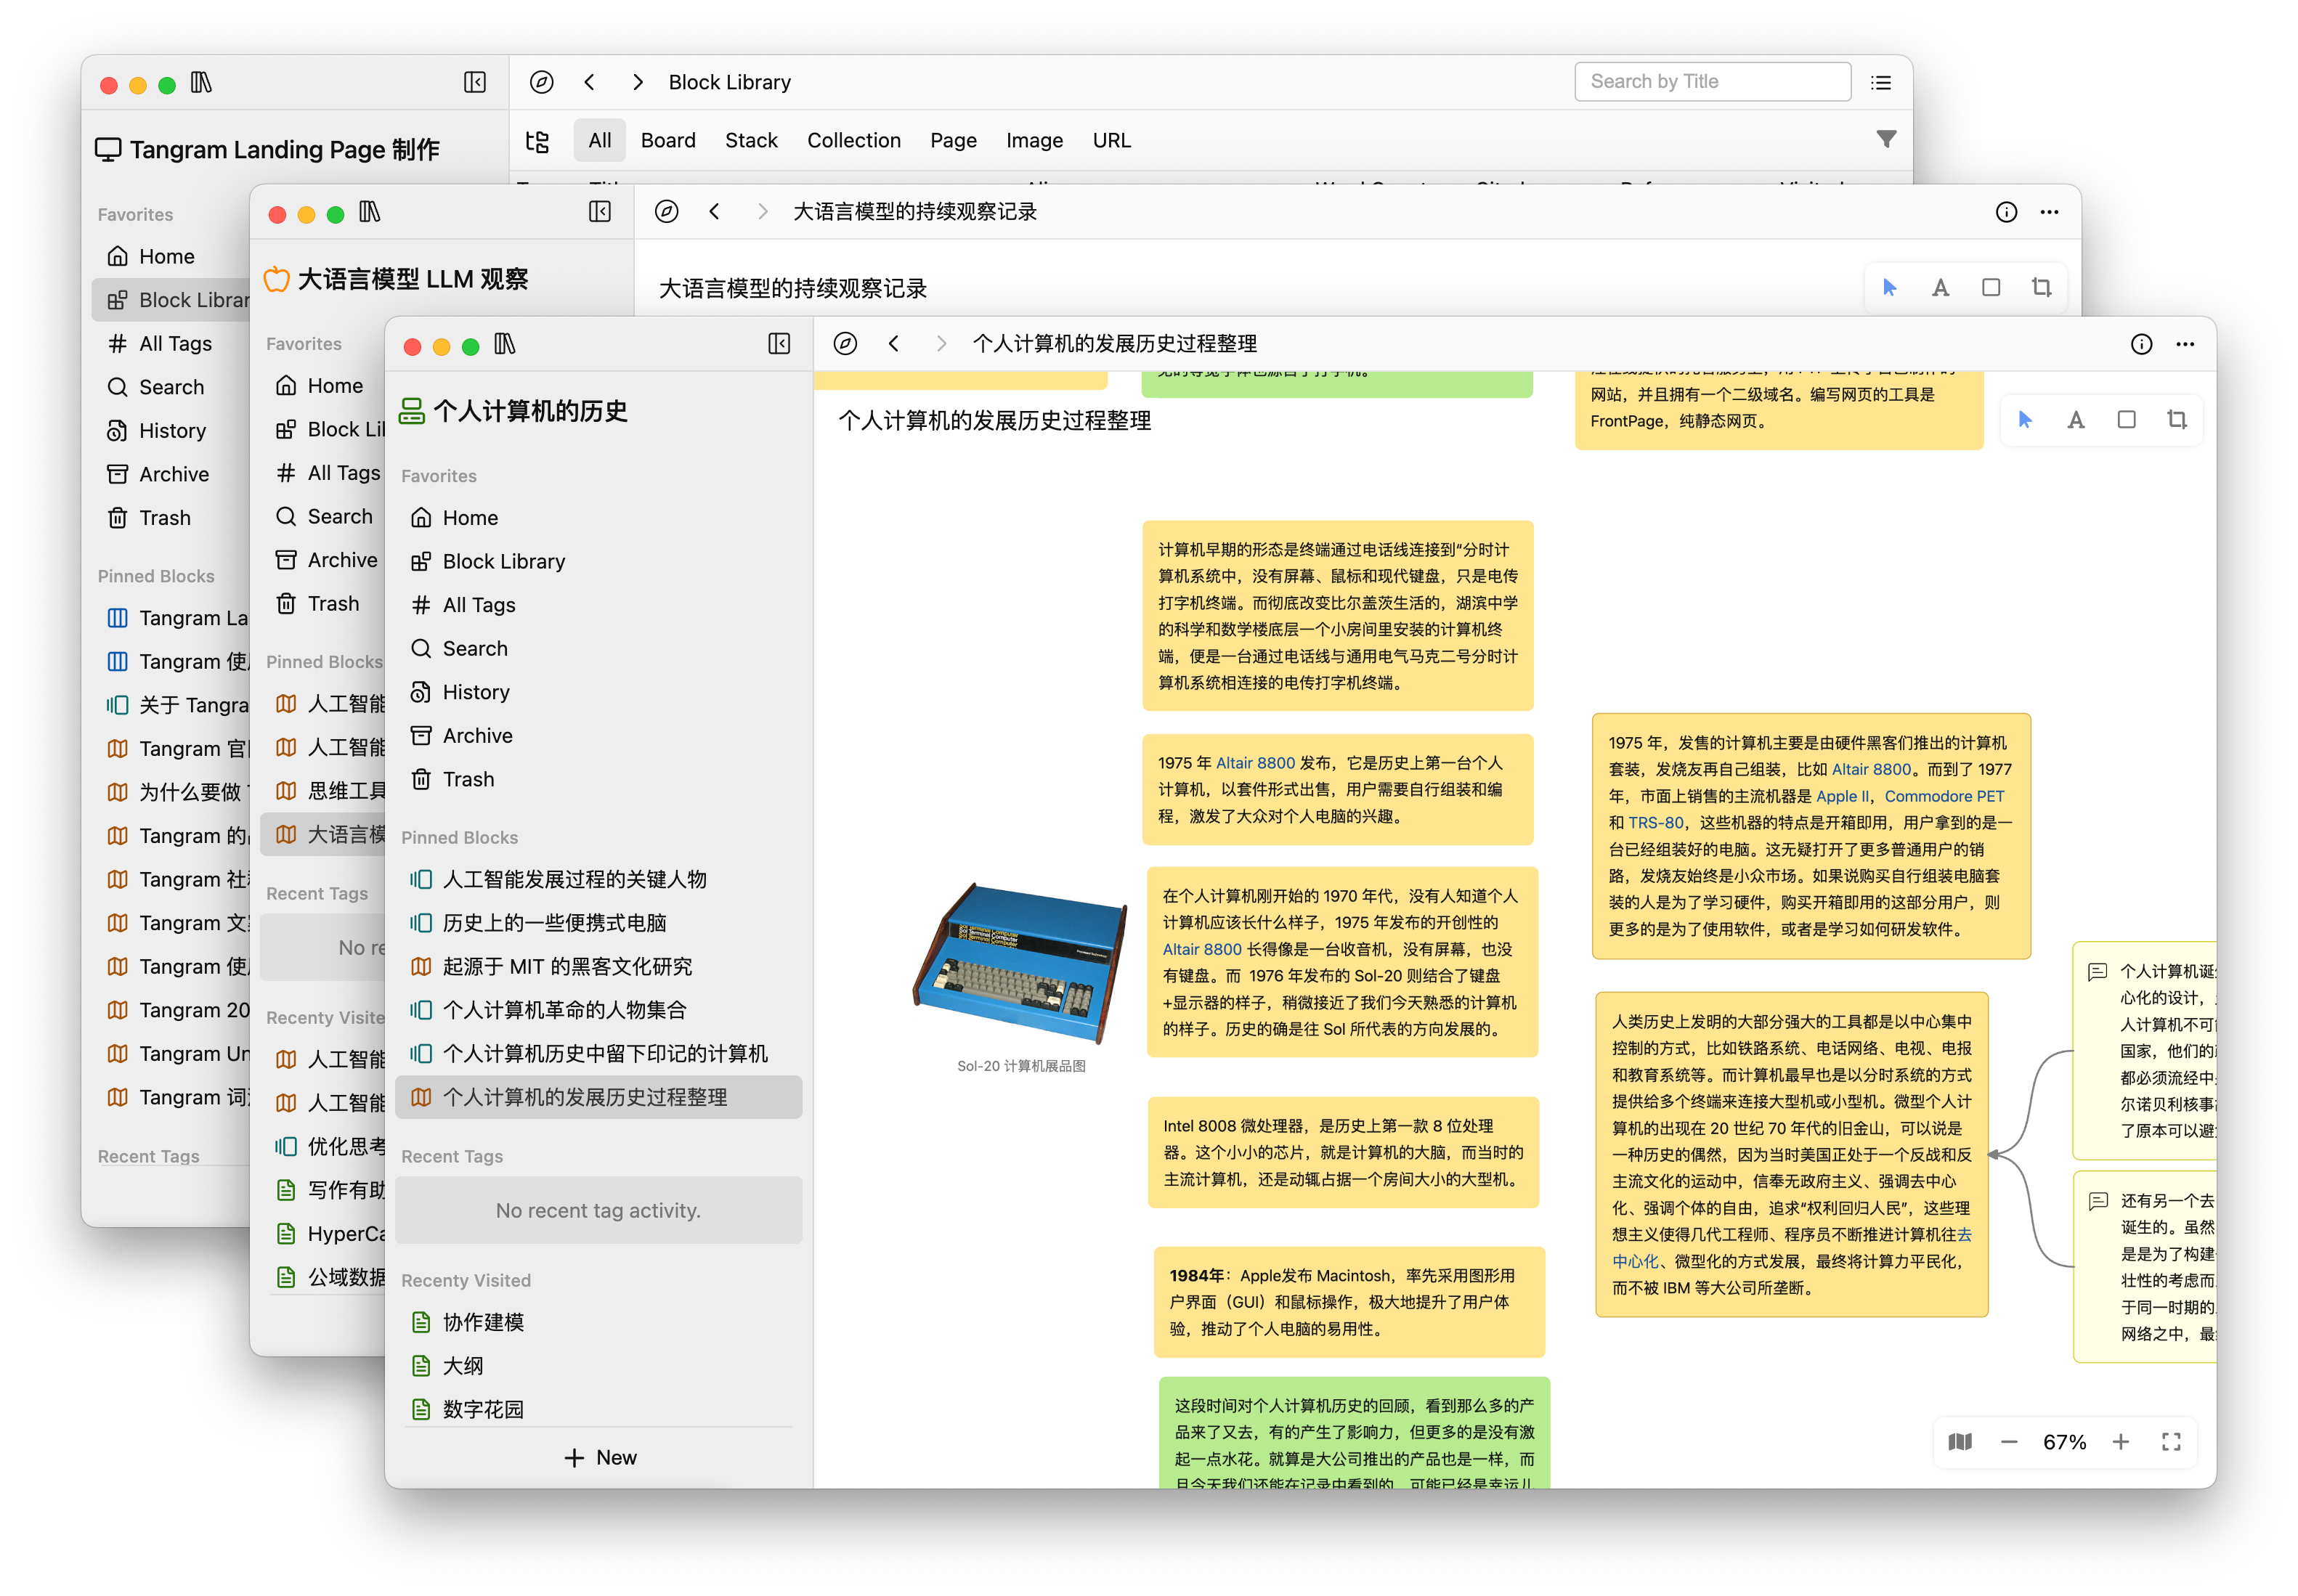 Block Library
Search by Title
Tangram Landing Page 制作
All
Board
Stack
Collection
Page
Image
URL
Favorites
Home
Block Librar
All Tags
Search
History
Archive
Trash
Pinned Blocks
Tangram La
Tangram 使
关于 Tangra
Tangram 官
为什么要做
Tangram 的
Tangram 社
Tangram 文
Tangram 使
Tangram 20
Tangram Un
Tangram 词
Recent Tags
大语言模型的持续观察记录
大语言模型 LLM 观察
大语言模型的持续观察记录
Favorites
Home
Block Li
All Tags
Search
Archive
Trash
Pinned Blocks
人工智能
人工智能
思维工具
大语言模
Recent Tags
No re
Recenty Visite
人工智能
人工智能
优化思考
写作有助
HyperCa
公域数据
个人计算机的发展历史过程整理
个人计算机的历史
Favorites
Home
Block Library
All Tags
Search
History
Archive
Trash
Pinned Blocks
人工智能发展过程的关键人物
历史上的一些便携式电脑
起源于 MIT 的黑客文化研究
个人计算机革命的人物集合
个人计算机历史中留下印记的计算机
个人计算机的发展历史过程整理
Recent Tags
No recent tag activity.
Recenty Visited
协作建模
大纲
数字花园
New
个人计算机的发展历史过程整理
网站，并且拥有一个二级域名。编写网页的工具是
FrontPage，纯静态网页。
计算机早期的形态是终端通过电话线连接到“分时计
算机系统中，没有屏幕、鼠标和现代键盘，只是电传
打字机终端。而彻底改变比尔盖茨生活的，湖滨中学
的科学和数学楼底层一个小房间里安装的计算机终
端，便是一台通过电话线与通用电气马克二号分时计
算机系统相连接的电传打字机终端。
1975 年 Altair 8800 发布，它是历史上第一台个人
计算机，以套件形式出售，用户需要自行组装和编
程，激发了大众对个人电脑的兴趣。
在个人计算机刚开始的 1970 年代，没有人知道个人
计算机应该长什么样子，1975 年发布的开创性的
Altair 8800 长得像是一台收音机，没有屏幕，也没
有键盘。而 1976 年发布的 Sol-20 则结合了键盘
+显示器的样子，稍微接近了我们今天熟悉的计算机
的样子。历史的确是往 Sol 所代表的方向发展的。
Sol-20 计算机展品图
Intel 8008 微处理器，是历史上第一款 8 位处理
器。这个小小的芯片，就是计算机的大脑，而当时的
主流计算机，还是动辄占据一个房间大小的大型机。
1984年：Apple发布 Macintosh，率先采用图形用
户界面（GUI）和鼠标操作，极大地提升了用户体
验，推动了个人电脑的易用性。
这段时间对个人计算机历史的回顾，看到那么多的产
品来了又去，有的产生了影响力，但更多的是没有激
起一点水花。就算是大公司推出的产品也是一样，而
且今天我们还能在记录中看到的，可能已经是幸运儿
1975 年，发售的计算机主要是由硬件黑客们推出的计算机
套装，发烧友再自己组装，比如 Altair 8800。而到了 1977
年，市面上销售的主流机器是 Apple II，Commodore PET
和 TRS-80，这些机器的特点是开箱即用，用户拿到的是一
台已经组装好的电脑。这无疑打开了更多普通用户的销
路，发烧友始终是小众市场。如果说购买自行组装电脑套
装的人是为了学习硬件，购买开箱即用的这部分用户，则
更多的是为了使用软件，或者是学习如何研发软件。
人类历史上发明的大部分强大的工具都是以中心集中
控制的方式，比如铁路系统、电话网络、电视、电报
和教育系统等。而计算机最早也是以分时系统的方式
提供给多个终端来连接大型机或小型机。微型个人计
算机的出现在 20 世纪 70 年代的旧金山，可以说是
一种历史的偶然，因为当时美国正处于一个反战和反
主流文化的运动中，信奉无政府主义、强调去中心
化、强调个体的自由，追求“权利回归人民”，这些理
想主义使得几代工程师、程序员不断推进计算机往去
中心化、微型化的方式发展，最终将计算力平民化，
而不被 IBM 等大公司所垄断。
个人计算机诞
心化的设计，
人计算机不可
国家，他们的
都必须流经中
尔诺贝利核事
了原本可以避
还有另一个去
诞生的。虽然
是是为了构建
壮性的考虑而
于同一时期的
网络之中，最
67%